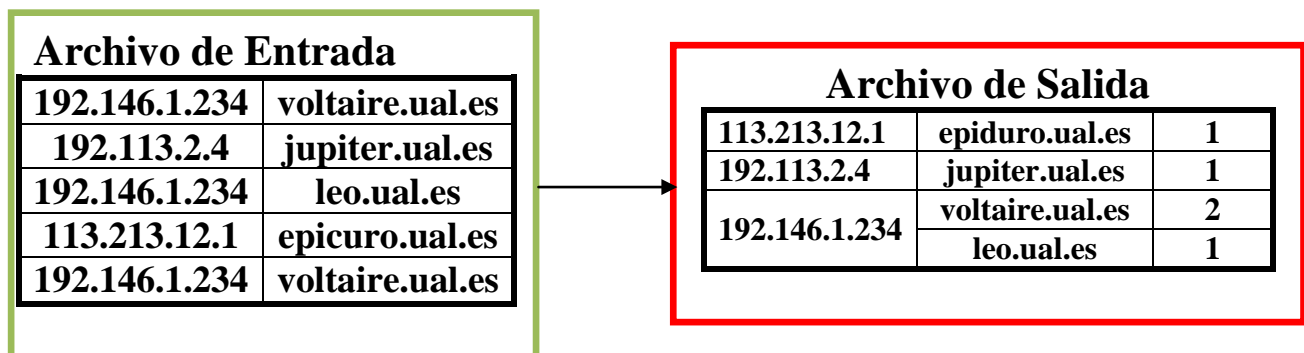 Archivo de Entrada
192.146.1.234 voltaire.ual.es
192.113.2.4 jupiter.ual.es
192.146.1.234 leo.ual.es
113.213.12.1 epicuro.ual.es
192.146.1.234 voltaire.ual.es
Archivo de Salida
113.213.12.1 epiduro.ual.es 1
192.113.2.4 jupiter.ual.es 1
192.146.1.234 voltaire.ual.es 2
leo.ual.es 1